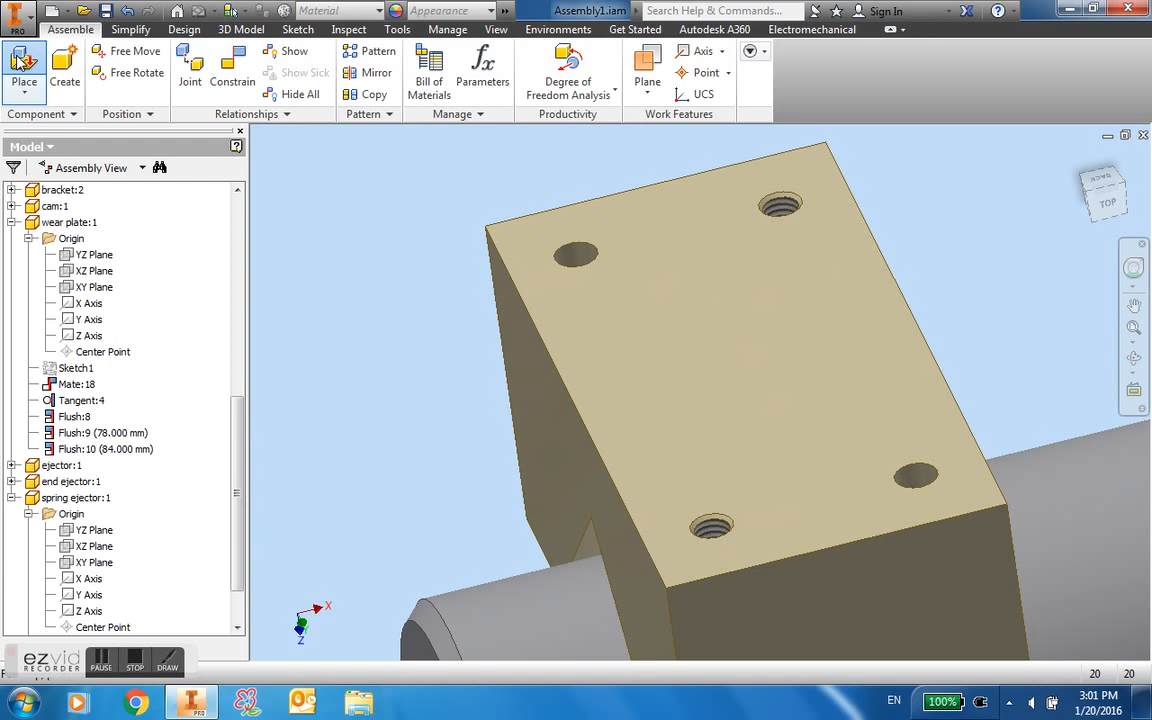 Material
Appearance
Assembly1.iam
Search Help & Commands...
Sign In
PRO
Assemble Simplify Design 3D Model Sketch Inspect Tools Manage View Environments Get Started Autodesk A360 Electromechanical
Place
Create
Free Move
Free Rotate
Joint
Constrain
Show
Show Sick
Hide All
Pattern
Mirror
Copy
Bill of
Materials
fx
Parameters
Degree of
Freedom Analysis
Plane
Axis
Point
UCS
Component
Position
Relationships
Pattern
Manage
Productivity
Work Features
Model
Assembly View
bracket:2
cam:1
wear plate:1
Origin
YZ Plane
XZ Plane
XY Plane
X Axis
Y Axis
Z Axis
Center Point
Sketch1
Mate:18
Tangent:4
Flush:8
Flush:9 (78.000 mm)
Flush:10 (84.000 mm)
ejector:1
end ejector:1
spring ejector:1
Origin
YZ Plane
XZ Plane
XY Plane
X Axis
Y Axis
Z Axis
Center Point
BACK
TOP
X
Z
ezvid
RECORDER
PAUSE
STOP
DRAW
20 20
PRO
EN
100%
3:01 PM
1/20/2016